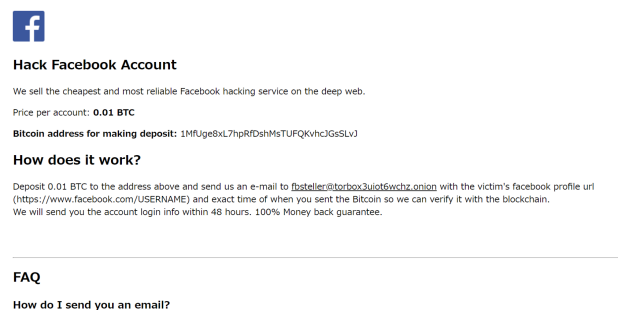 f
Hack Facebook Account
We sell the cheapest and most reliable Facebook hacking service on the deep web.
Price per account: 0.01 BTC
Bitcoin address for making deposit: 1MfUge8xL7hpRfDshMsTUFQKvhcJGsSLvJ
How does it work?
Deposit 0.01 BTC to the address above and send us an e-mail to fbsteller@torbox3uiot6wchz.onion with the victim's facebook profile url
(https://www.facebook.com/USERNAME) and exact time of when you sent the Bitcoin so we can verify it with the blockchain.
We will send you the account login info within 48 hours. 100% Money back guarantee.
FAQ
How do I send you an email?